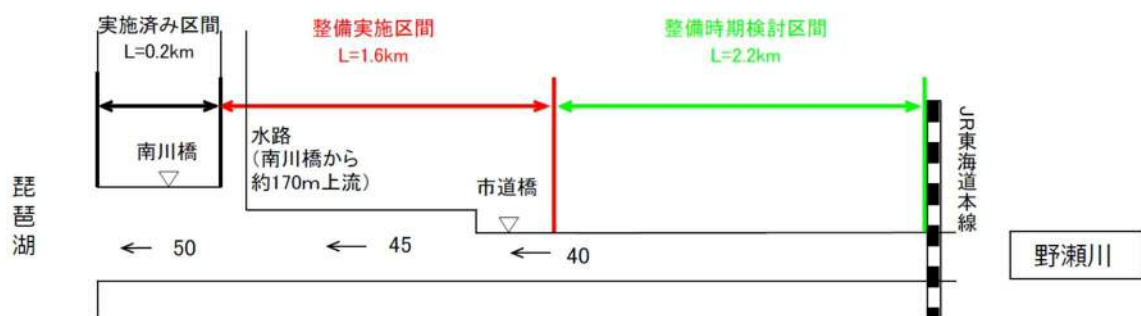 実施済み区間
L=0.2km
整備実施区間
L=1.6km
整備時期検討区間
L=2.2km
南川橋
水路
(南川橋から
約170m上流)
市道橋
JR東海道本線
琵琶湖
← 50
← 45
← 40
野瀬川